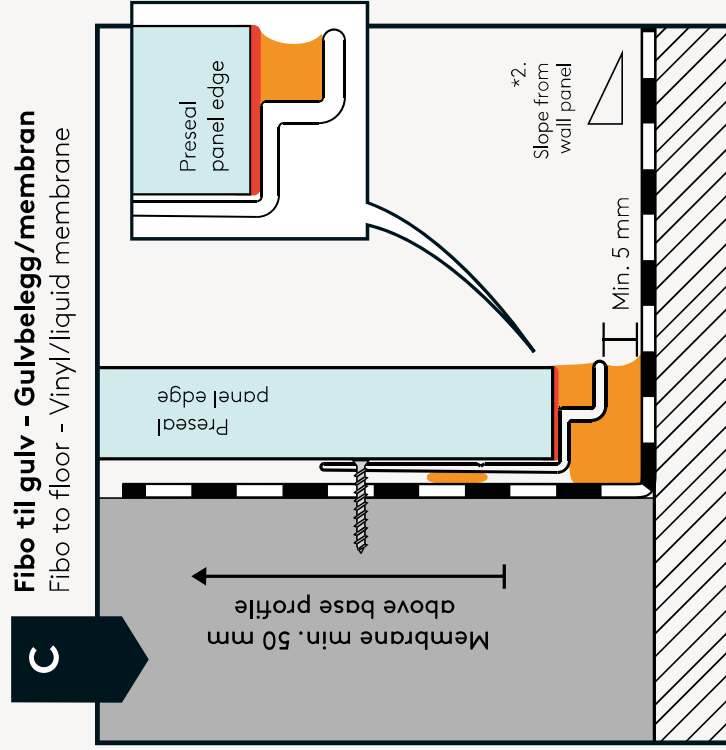 C
Fibo til gulv - Gulvbelegg/membran
Fibo to floor - Vinyl/liquid membrane
Preseal
panel edge
Preseal
panel edge
*2.
Slope from
wall panel
Min. 5 mm
Membrane min. 50 mm
above base profile